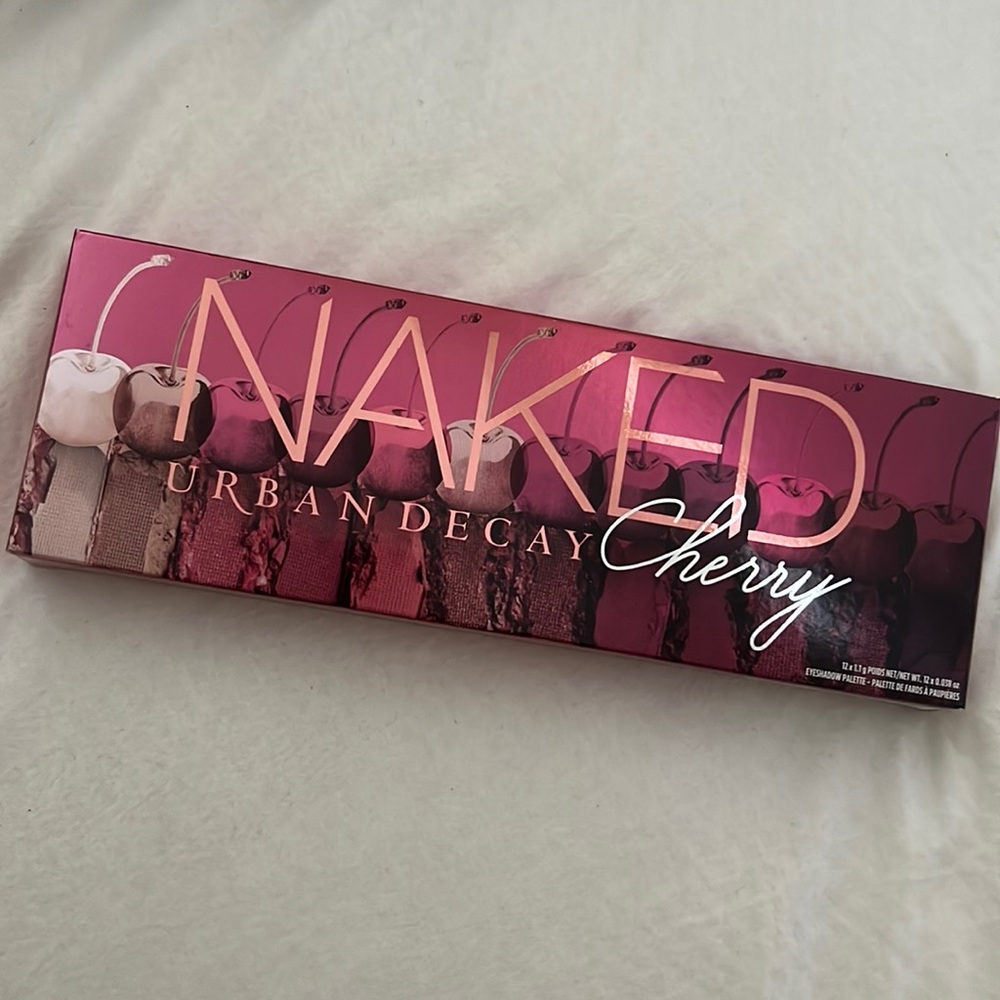 NAKED
URBAN DECAY
Cherry
12 x 1.1 g POIDS NET/NET WT. 12 x 0.038 oz
EYESHADOW PALETTE - PALETTE DE FARDS À PAUPIÈRES